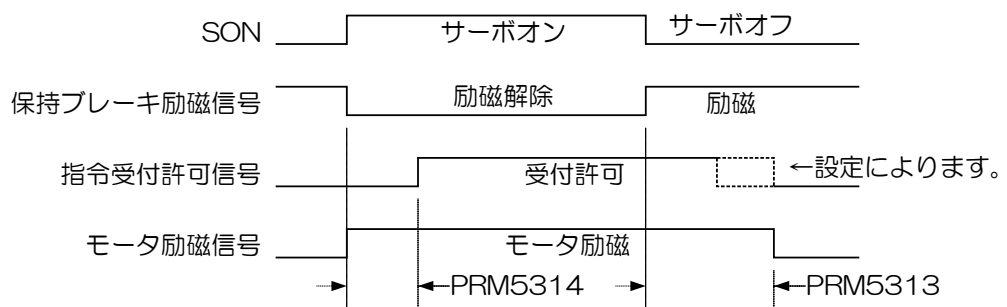 SON
サーボオン
サーボオフ
保持ブレーキ励磁信号
励磁解除
励磁
指令受付許可信号
受付許可
←設定によります。
モータ励磁信号
モータ励磁
PRM5314
PRM5313